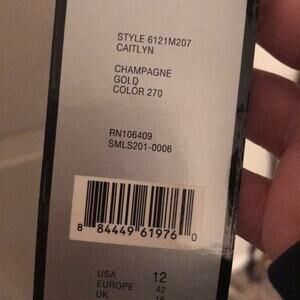 STYLE 6121M207
CAITLYN
CHAMPAGNE
GOLD
COLOR 270
RN106409
SMLS201-0006
8 84449 61976 0
USA 12
EUROPE 42
UK 16